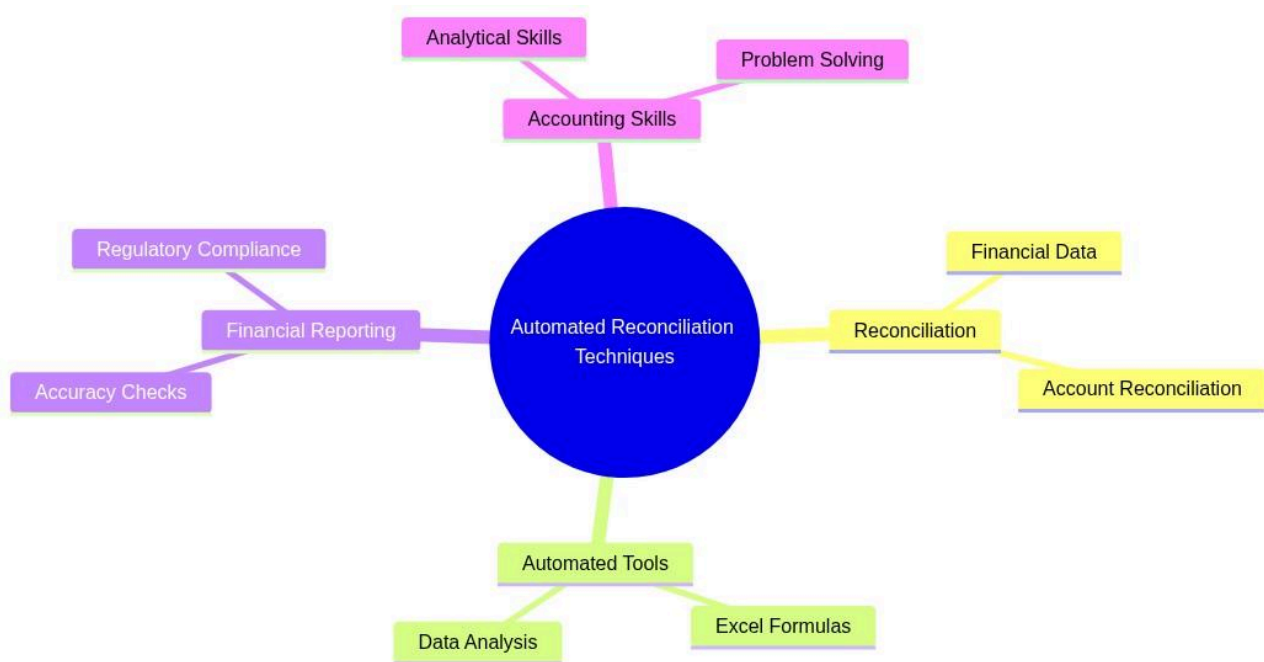 Analytical Skills
Problem Solving
Accounting Skills
Regulatory Compliance
Financial Data
Financial Reporting
Automated Reconciliation
Techniques
Reconciliation
Accuracy Checks
Account Reconciliation
Automated Tools
Data Analysis
Excel Formulas